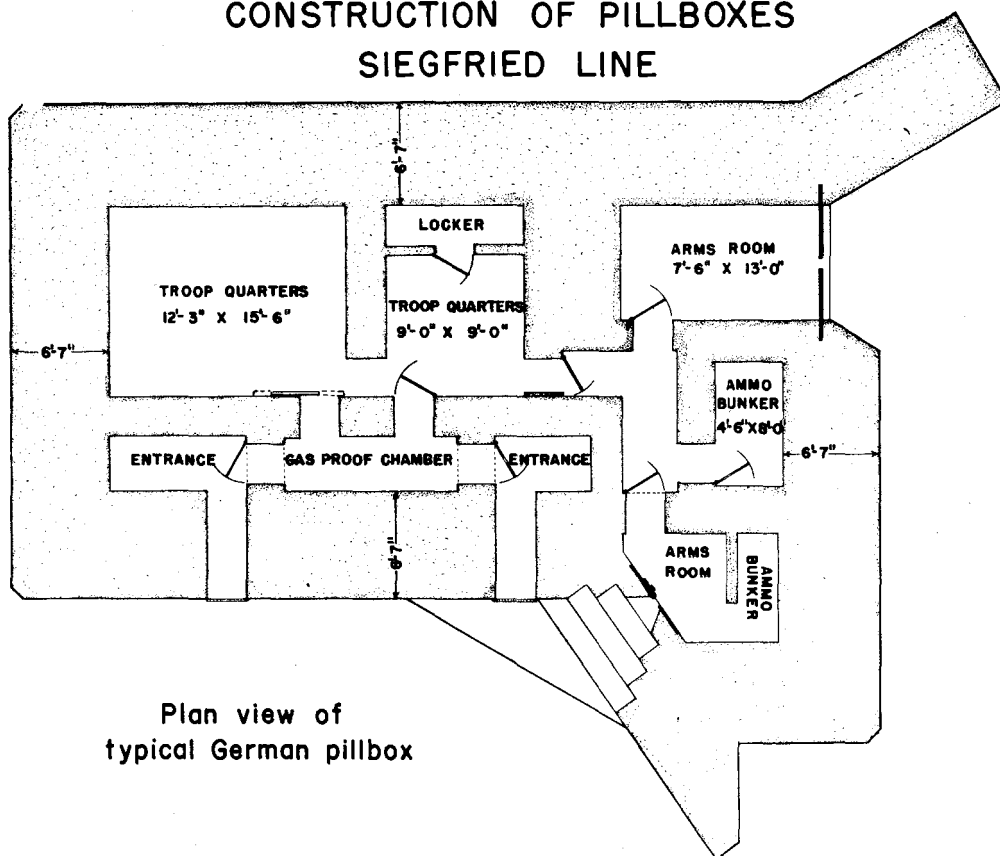 CONSTRUCTION OF PILLBOXES
SIEGFRIED LINE
6'-7"
LOCKER
ARMS ROOM
7'-6" X 13'-0"
TROOP QUARTERS
12'-3" X 15'-6"
TROOP QUARTERS
9'-0" X 9'-0"
6'-7"
AMMO
BUNKER
4'-6"X8'-0"
ENTRANCE
GAS PROOF CHAMBER
ENTRANCE
6'-7"
6'-7"
ARMS
ROOM
AMMO
BUNKER
Plan view of
typical German pillbox